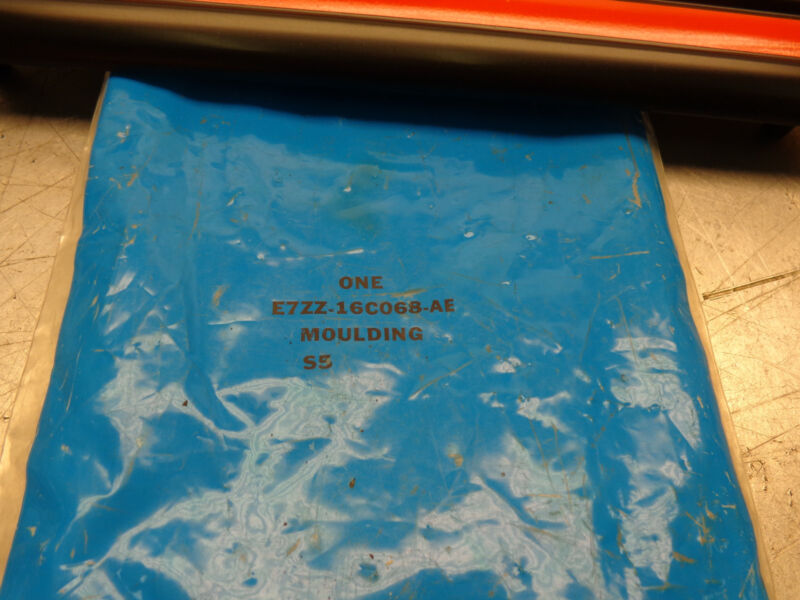 ONE
E7ZZ-16C068-AE
MOULDING
S5